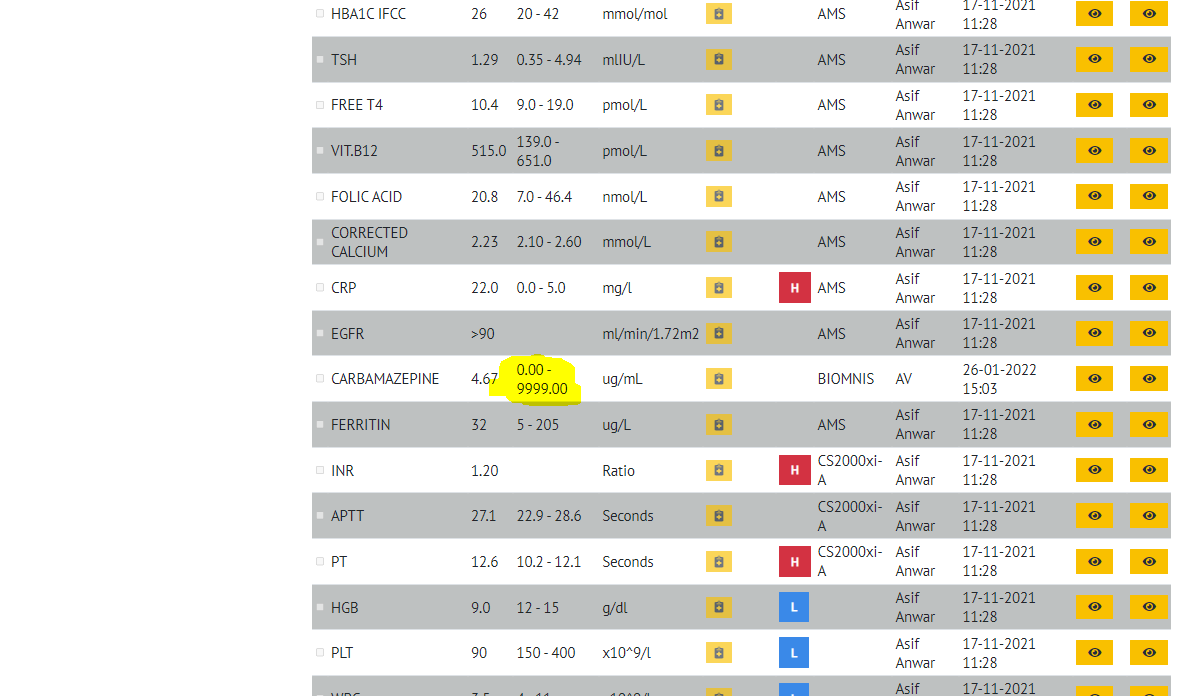 HBA1C IFCC 26 20 - 42 mmol/mol AMS Asif Anwar 17-11-2021 11:28
TSH 1.29 0.35 - 4.94 mlIU/L AMS Asif Anwar 17-11-2021 11:28
FREE T4 10.4 9.0 - 19.0 pmol/L AMS Asif Anwar 17-11-2021 11:28
VIT.B12 515.0 139.0 - 651.0 pmol/L AMS Asif Anwar 17-11-2021 11:28
FOLIC ACID 20.8 7.0 - 46.4 nmol/L AMS Asif Anwar 17-11-2021 11:28
CORRECTED CALCIUM 2.23 2.10 - 2.60 mmol/L AMS Asif Anwar 17-11-2021 11:28
CRP 22.0 0.0 - 5.0 mg/l H AMS Asif Anwar 17-11-2021 11:28
EGFR >90 ml/min/1.72m2 AMS Asif Anwar 17-11-2021 11:28
CARBAMAZEPINE 4.67 0.00 - 9999.00 ug/mL BIOMNIS AV 26-01-2022 15:03
FERRITIN 32 5 - 205 ug/L AMS Asif Anwar 17-11-2021 11:28
INR 1.20 Ratio H CS2000xi-A Asif Anwar 17-11-2021 11:28
APTT 27.1 22.9 - 28.6 Seconds CS2000xi-A Asif Anwar 17-11-2021 11:28
PT 12.6 10.2 - 12.1 Seconds H CS2000xi-A Asif Anwar 17-11-2021 11:28
HGB 9.0 12 - 15 g/dl L Asif Anwar 17-11-2021 11:28
PLT 90 150 - 400 x10^9/l L Asif Anwar 17-11-2021 11:28
Asif 17-11-2021